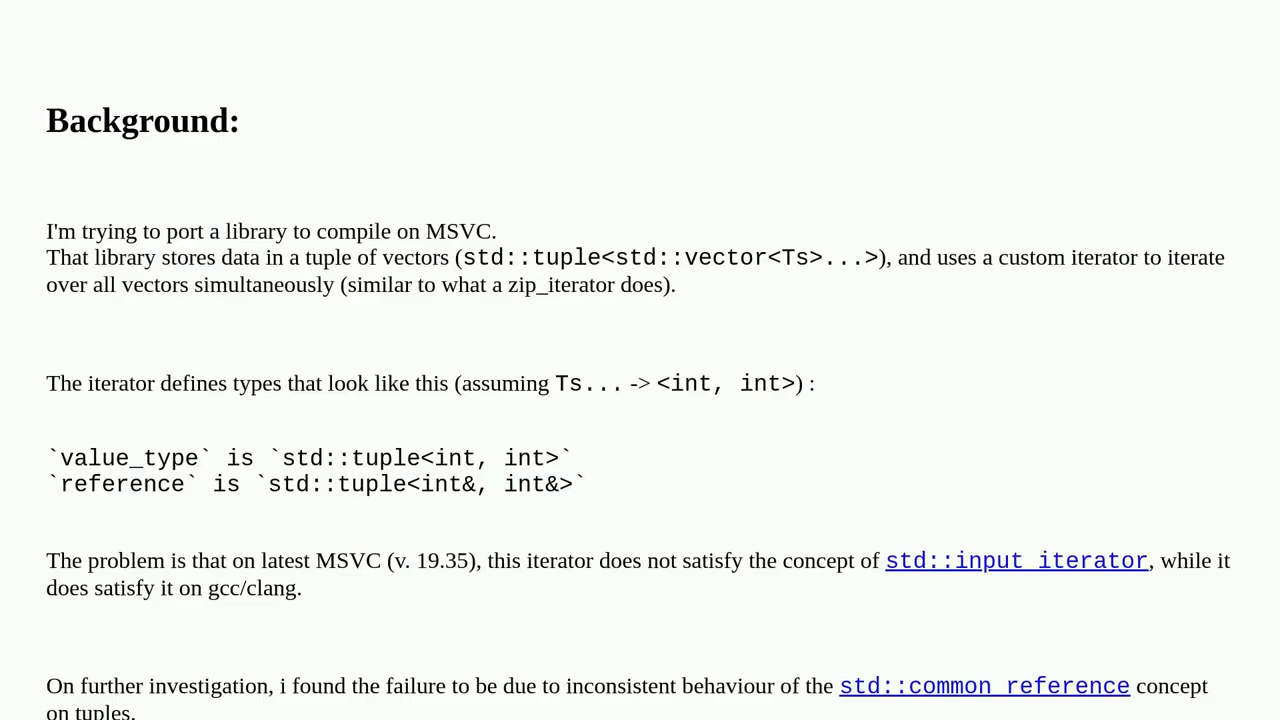 Background:
I'm trying to port a library to compile on MSVC.
That library stores data in a tuple of vectors (std::tuple<std::vector<Ts>...>), and uses a custom iterator to iterate
over all vectors simultaneously (similar to what a zip_iterator does).
The iterator defines types that look like this (assuming Ts... -> <int, int>) :
`value_type` is `std::tuple<int, int>`
`reference` is `std::tuple<int&, int&>`
The problem is that on latest MSVC (v. 19.35), this iterator does not satisfy the concept of std::input_iterator, while it
does satisfy it on gcc/clang.
On further investigation, i found the failure to be due to inconsistent behaviour of the std::common_reference concept
on tuples.